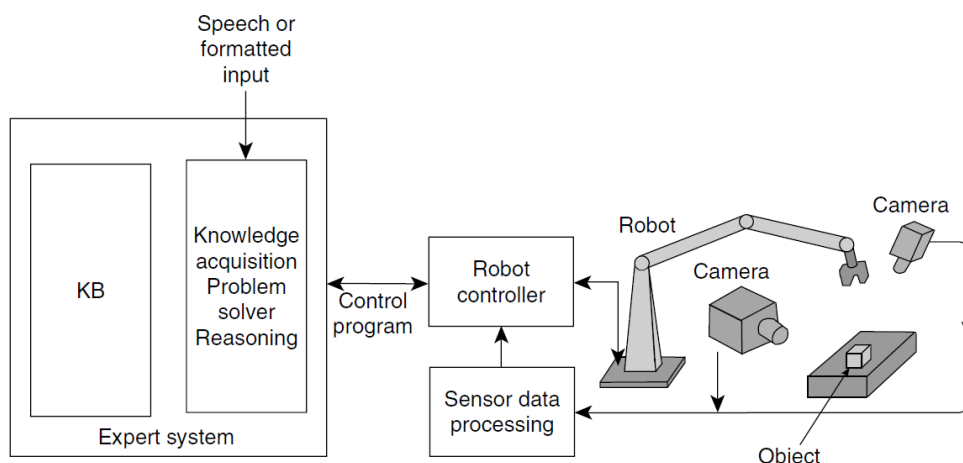 Speech or
formatted
input
KB
Knowledge
acquisition
Problem
solver
Reasoning
Expert system
Control
program
Robot
controller
Sensor data
processing
Robot
Camera
Camera
Object